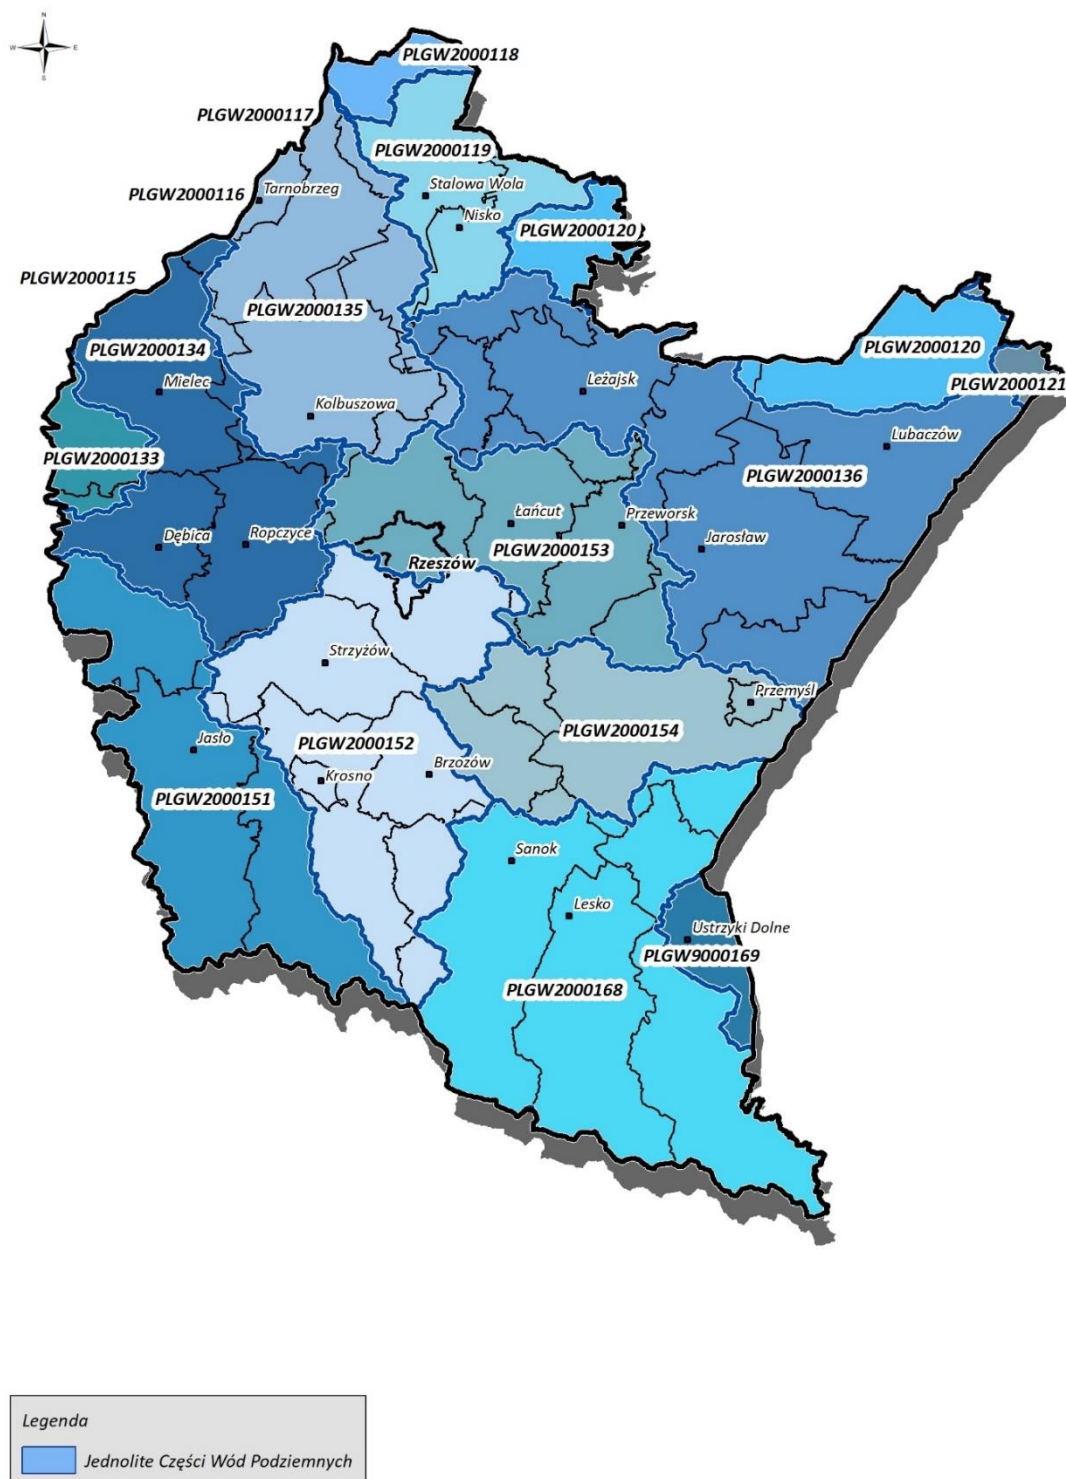 N
W E
S
PLGW2000118
PLGW2000117
PLGW2000119
PLGW2000116
Tarnobrzeg
Stalowa Wola
Nisko
PLGW2000120
PLGW2000115
PLGW2000135
PLGW2000134
PLGW2000120
Mielec
Leżajsk
PLGW2000121
Kolbuszowa
Lubaczów
PLGW2000133
PLGW2000136
Łańcut
Przeworsk
Dębica
Ropczyce
PLGW2000153
Jarosław
Rzeszów
Strzyżów
Przemyśl
PLGW2000154
Jasło
PLGW2000152
Brzozów
Krosno
PLGW2000151
Sanok
Lesko
Ustrzyki Dolne
PLGW9000169
PLGW2000168
Legenda
Jednolite Części Wód Podziemnych